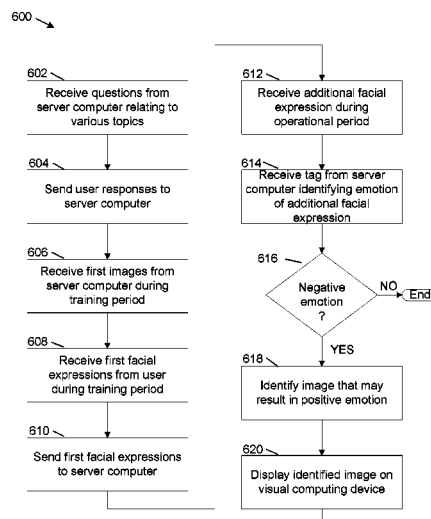 600
602
Receive questions from
server computer relating to
various topics
604
Send user responses to
server computer
606
Receive first images from
server computer during
training period
608
Receive first facial
expressions from user
during training period
610
Send first facial expressions
to server computer
612
Receive additional facial
expression during
operational period
614
Receive tag from server
computer identifying emotion
of additional facial
expression
616
Negative
emotion
?
NO
End
YES
618
Identify image that may
result in positive emotion
620
Display identified image on
visual computing device